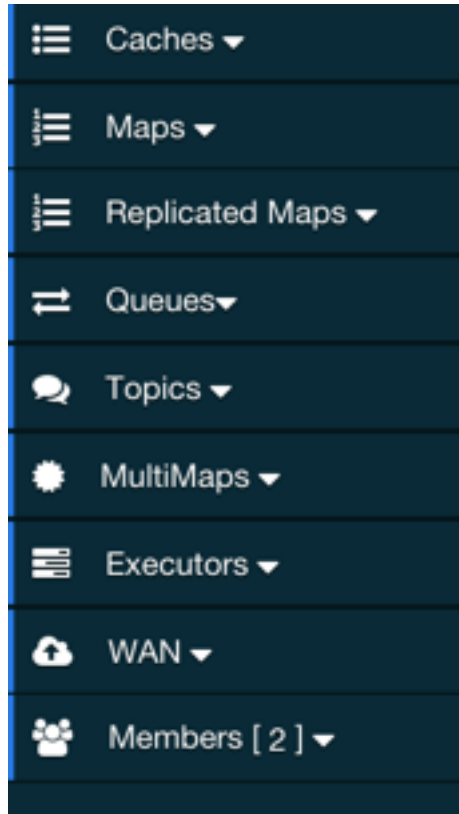 Caches
Maps
Replicated Maps
Queues
Topics
MultiMaps
Executors
WAN
Members [ 2 ]